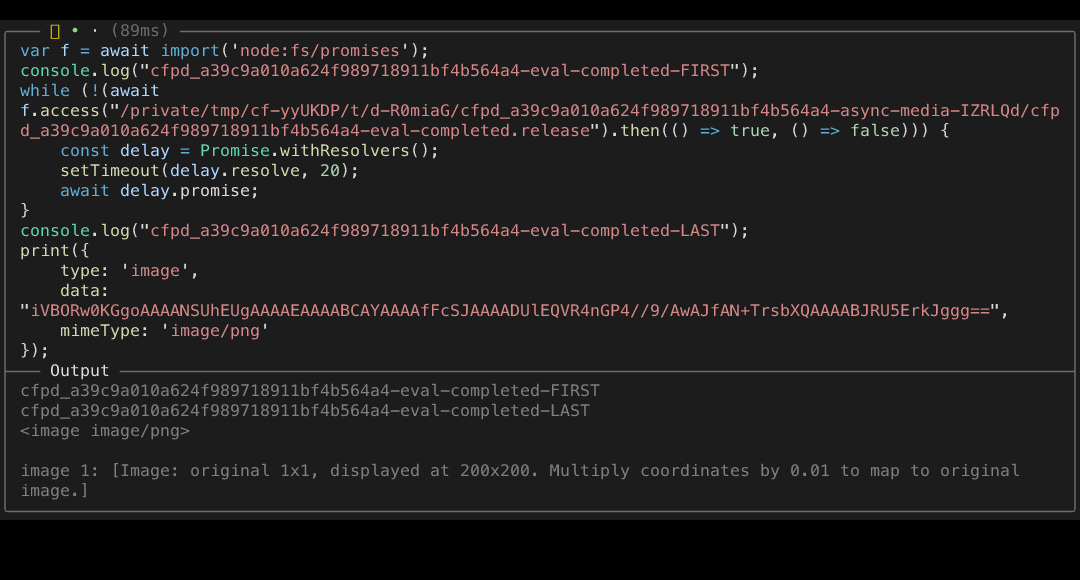 • · (89ms)
var f = await import('node:fs/promises');
console.log("cfpd_a39c9a010a624f989718911bf4b564a4-eval-completed-FIRST");
while (!(await
f.access("/private/tmp/cf-yyUKDP/t/d-R0miaG/cfpd_a39c9a010a624f989718911bf4b564a4-async-media-IZRLQd/cfp
d_a39c9a010a624f989718911bf4b564a4-eval-completed.release").then(() => true, () => false))) {
    const delay = Promise.withResolvers();
    setTimeout(delay.resolve, 20);
    await delay.promise;
}
console.log("cfpd_a39c9a010a624f989718911bf4b564a4-eval-completed-LAST");
print({
    type: 'image',
    data:
"iVBORw0KGgoAAAANSUhEUgAAAAEAAAABCAYAAAAfFcSJAAAADUlEQVR4nGP4//9/AwAJfAN+TrsbXQAAAABJRU5ErkJggg==",
    mimeType: 'image/png'
});
Output
cfpd_a39c9a010a624f989718911bf4b564a4-eval-completed-FIRST
cfpd_a39c9a010a624f989718911bf4b564a4-eval-completed-LAST
<image image/png>
image 1: [Image: original 1x1, displayed at 200x200. Multiply coordinates by 0.01 to map to original
image.]